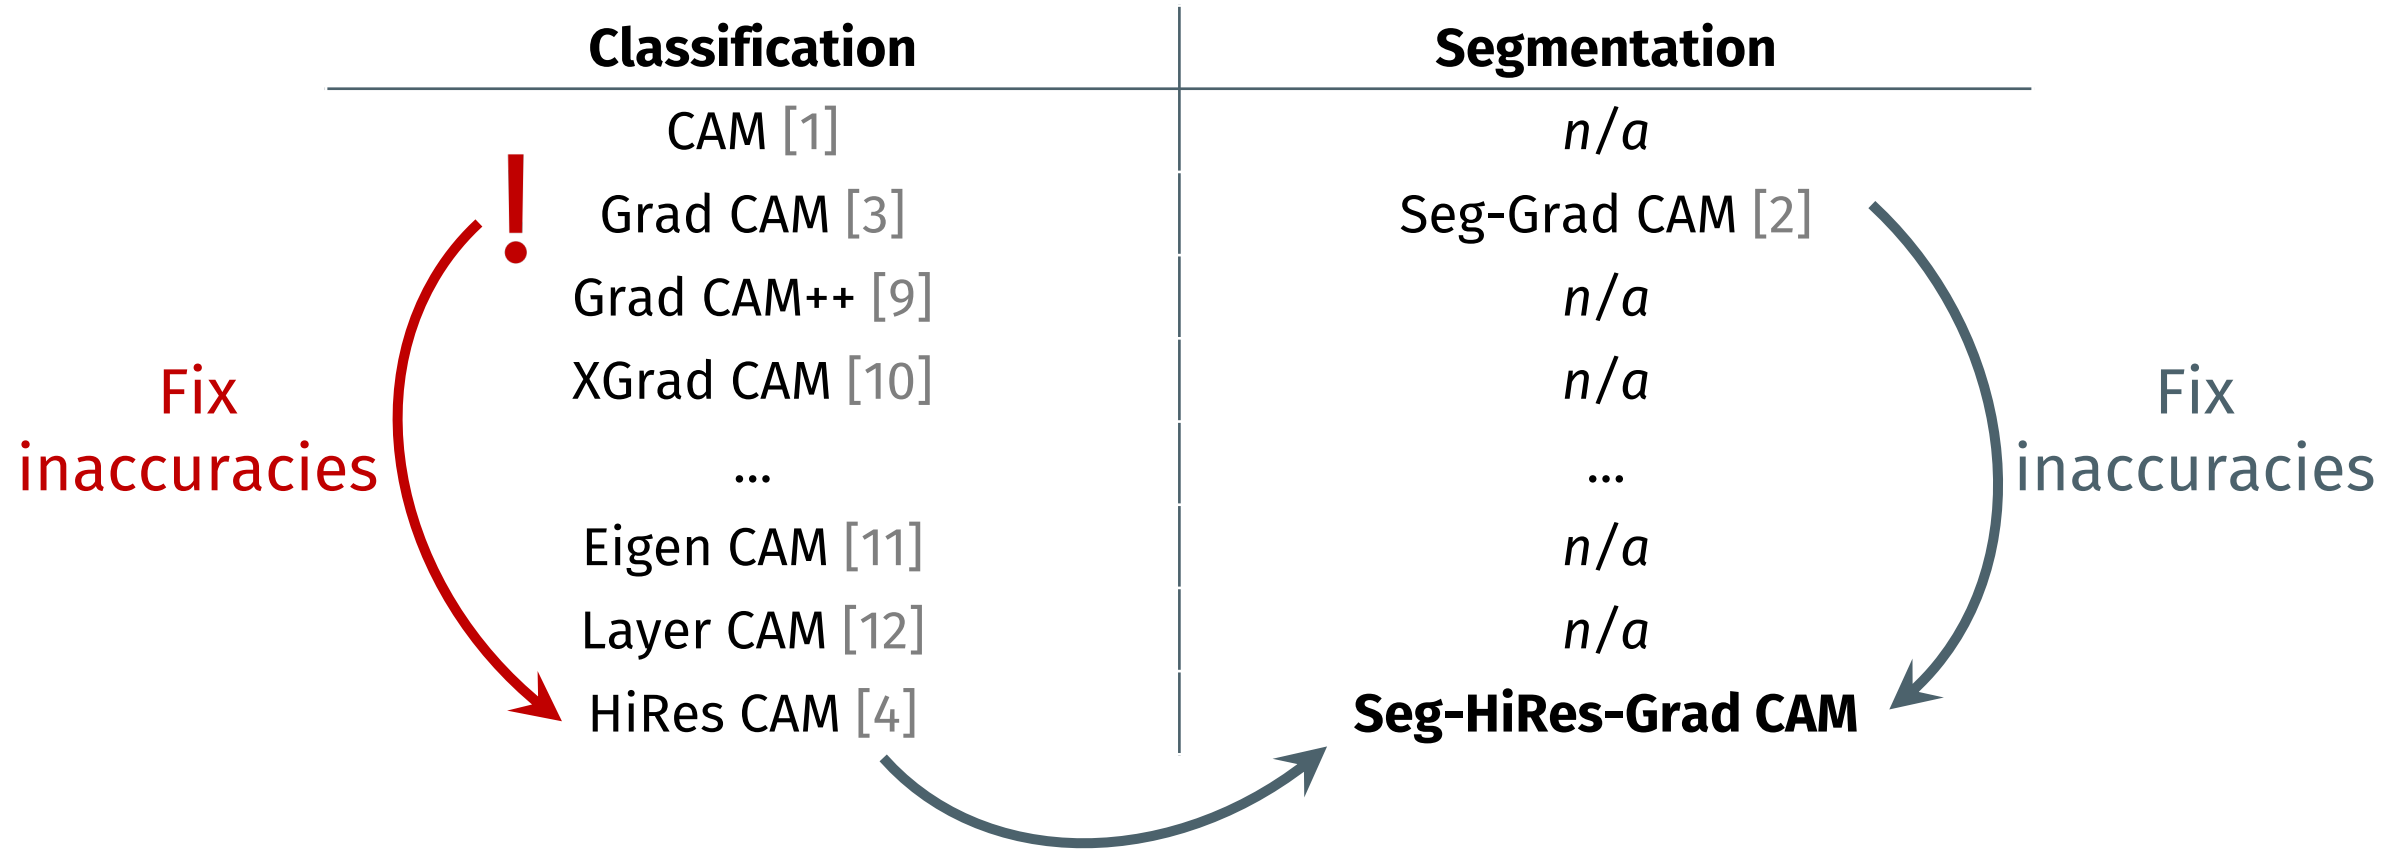 Classification Segmentation
CAM [1] n/a
!
Grad CAM [3] Seg-Grad CAM [2]
Grad CAM++ [9] n/a
XGrad CAM [10] n/a
... ...
Eigen CAM [11] n/a
Layer CAM [12] n/a
HiRes CAM [4] Seg-HiRes-Grad CAM
Fix
inaccuracies
Fix
inaccuracies